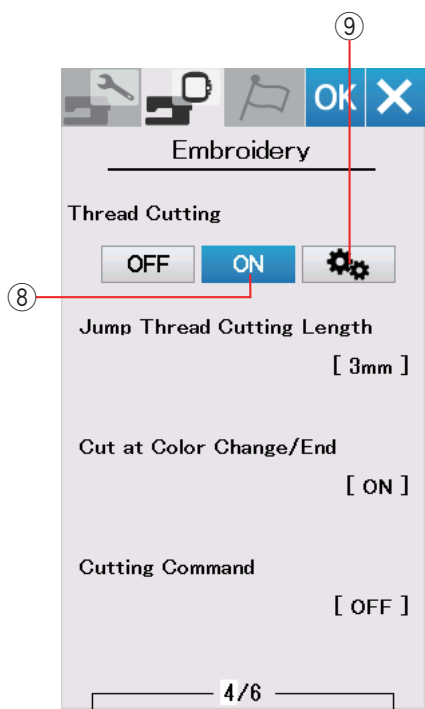 ⑨
OK X
Embroidery
Thread Cutting
OFF ON
⑧
Jump Thread Cutting Length
[ 3mm ]
Cut at Color Change/End
[ ON ]
Cutting Command
[ OFF ]
4/6